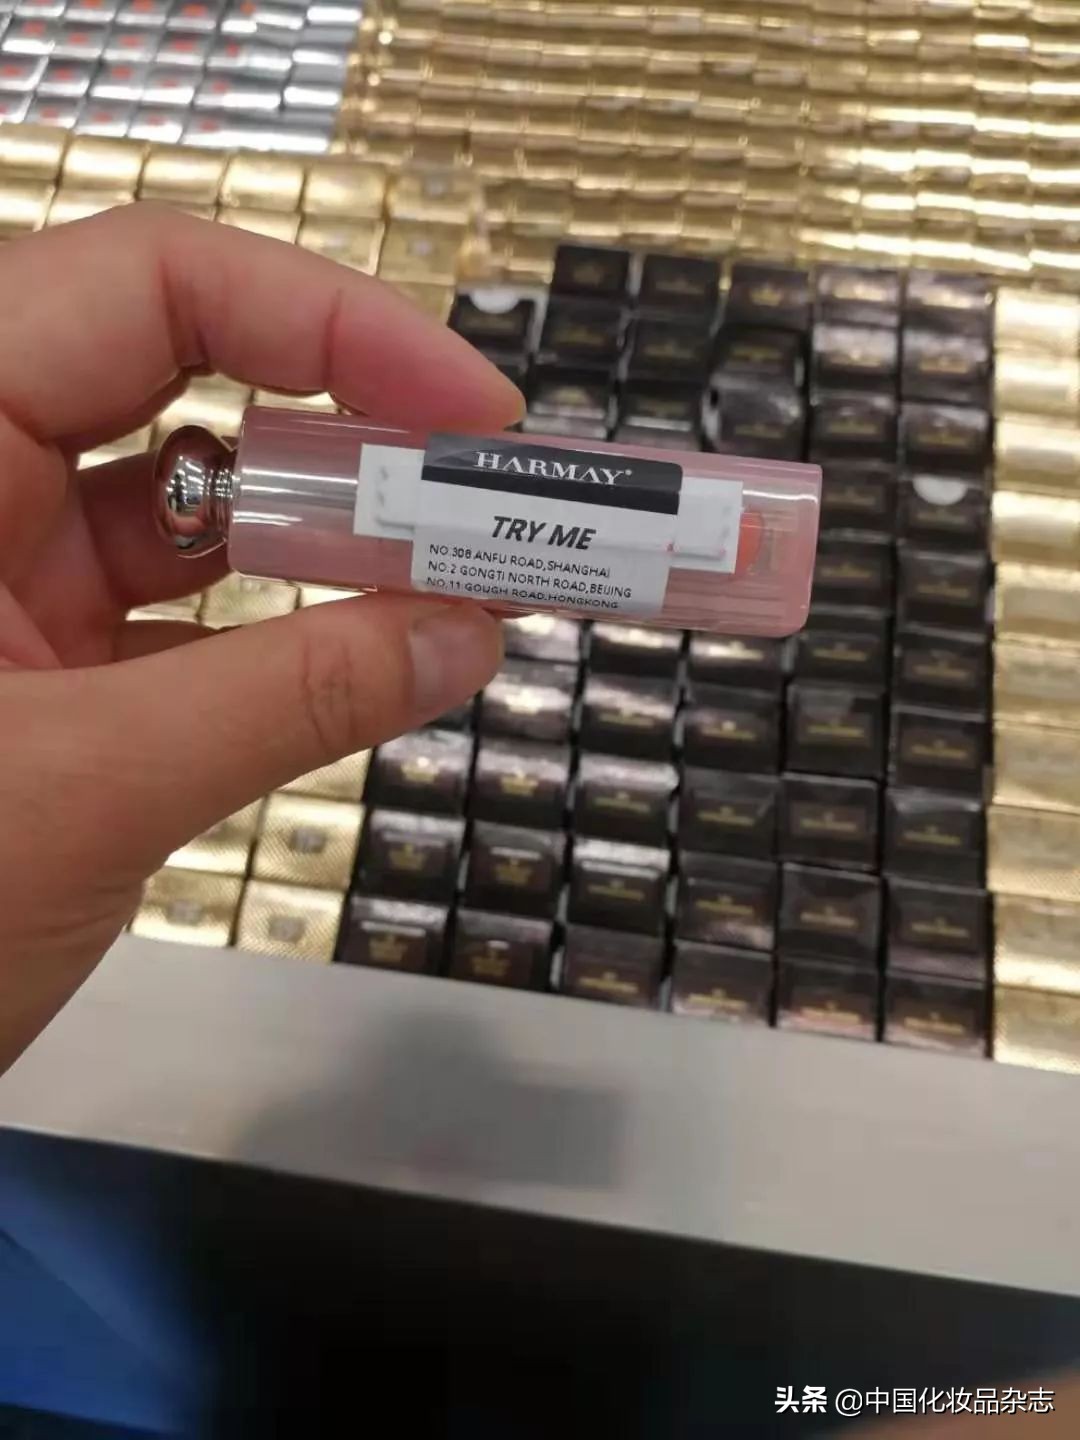 HARMAY®
TRY ME
NO.308 ANFU ROAD,SHANGHAI
NO.2 GONGTI NORTH ROAD,BEIJING
NO.11 GOUGH ROAD.HONGKONG
头条 @中国化妆品杂志